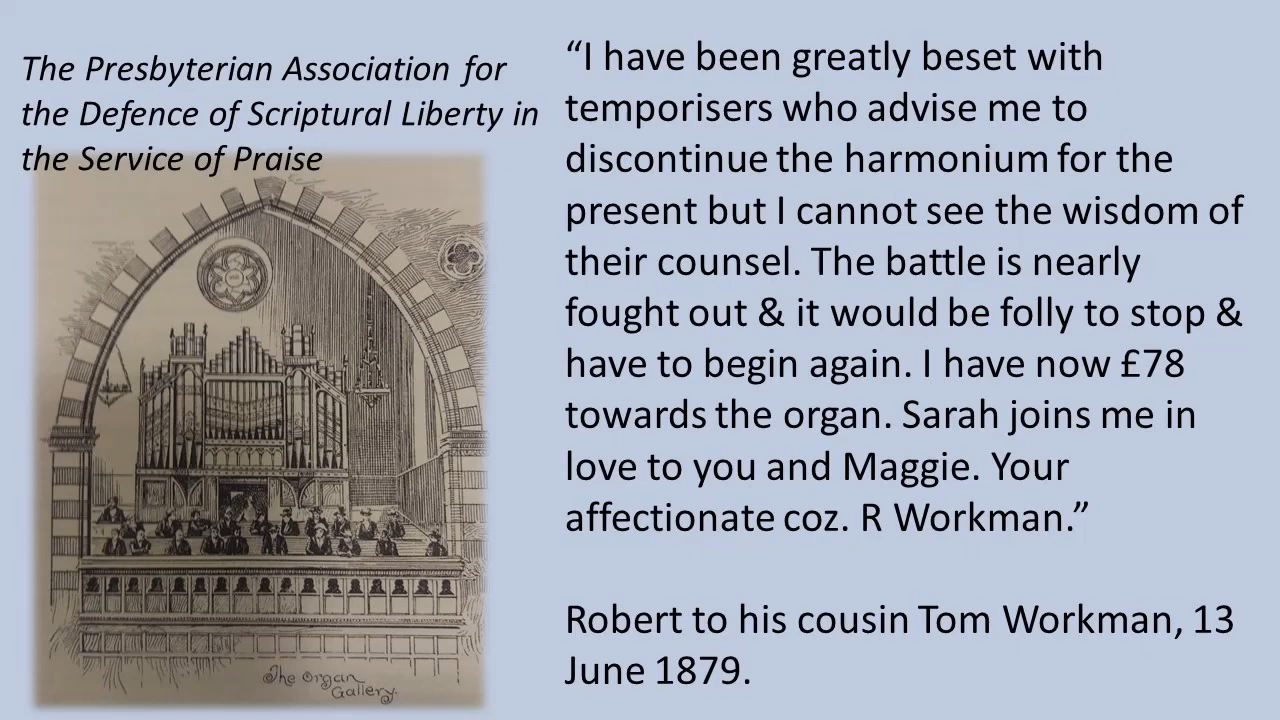 The Presbyterian Association for
the Defence of Scriptural Liberty in
the Service of Praise
The Organ
Gallery.
“I have been greatly beset with
temporisers who advise me to
discontinue the harmonium for the
present but I cannot see the wisdom of
their counsel. The battle is nearly
fought out & it would be folly to stop &
have to begin again. I have now £78
towards the organ. Sarah joins me in
love to you and Maggie. Your
affectionate coz. R Workman.”
Robert to his cousin Tom Workman, 13
June 1879.